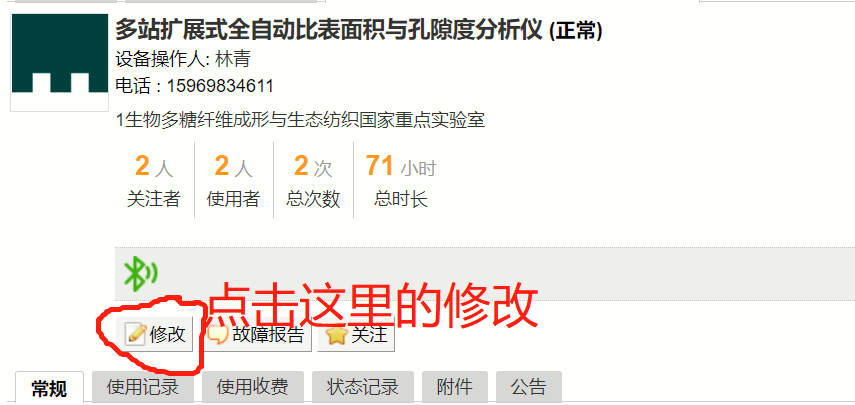 多站扩展式全自动比表面积与孔隙度分析仪 (正常)
设备操作人: 林青
电话 : 15969834611
1生物多糖纤维成形与生态纺织国家重点实验室
2 人 2 人 2 次 71 小时
关注者 使用者 总次数 总时长
点击这里的修改
修改 故障报告 关注
常规 使用记录 使用收费 状态记录 附件 公告